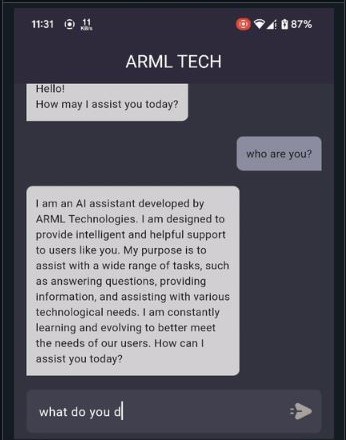 11:31 11 KB/s 87%
ARML TECH
Hello!
How may I assist you today?
who are you?
I am an AI assistant developed by
ARML Technologies. I am designed to
provide intelligent and helpful support
to users like you. My purpose is to
assist with a wide range of tasks, such
as answering questions, providing
information, and assisting with various
technological needs. I am constantly
learning and evolving to better meet
the needs of our users. How can I
assist you today?
what do you d